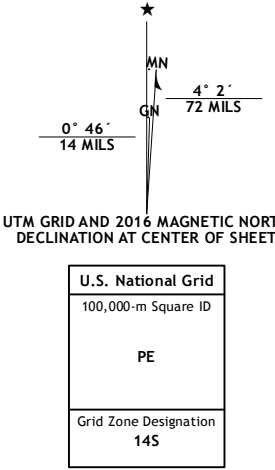 ★
MN
4° 2´
72 MILS
GN
0° 46´
14 MILS
UTM GRID AND 2016 MAGNETIC NORT
DECLINATION AT CENTER OF SHEET
U.S. National Grid
100,000-m Square ID
PE
Grid Zone Designation
14S